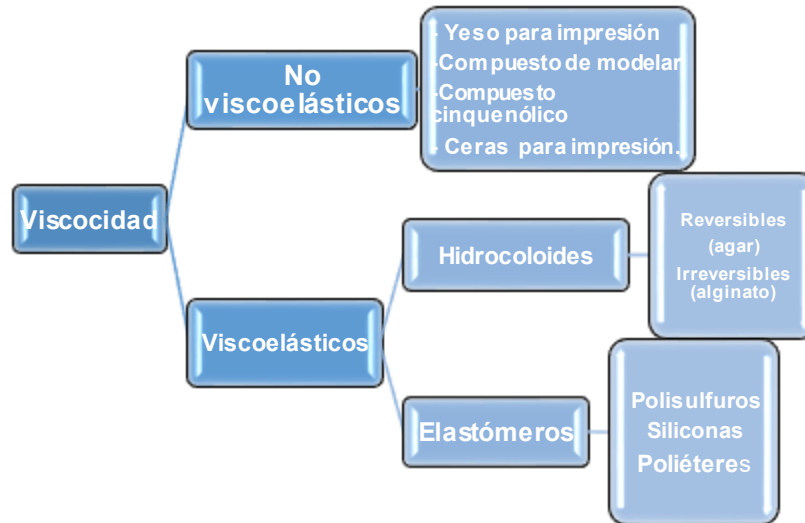 Viscocidad
No
viscoelásticos
- Yeso para impresión
-Compuesto de modelar
-Compuesto
cinquenólico
- Ceras para impresión.
Viscoelásticos
Hidrocoloides
Reversibles
(agar)
Irreversibles
(alginato)
Elastómeros
Polisulfuros
Siliconas
Poliéteres